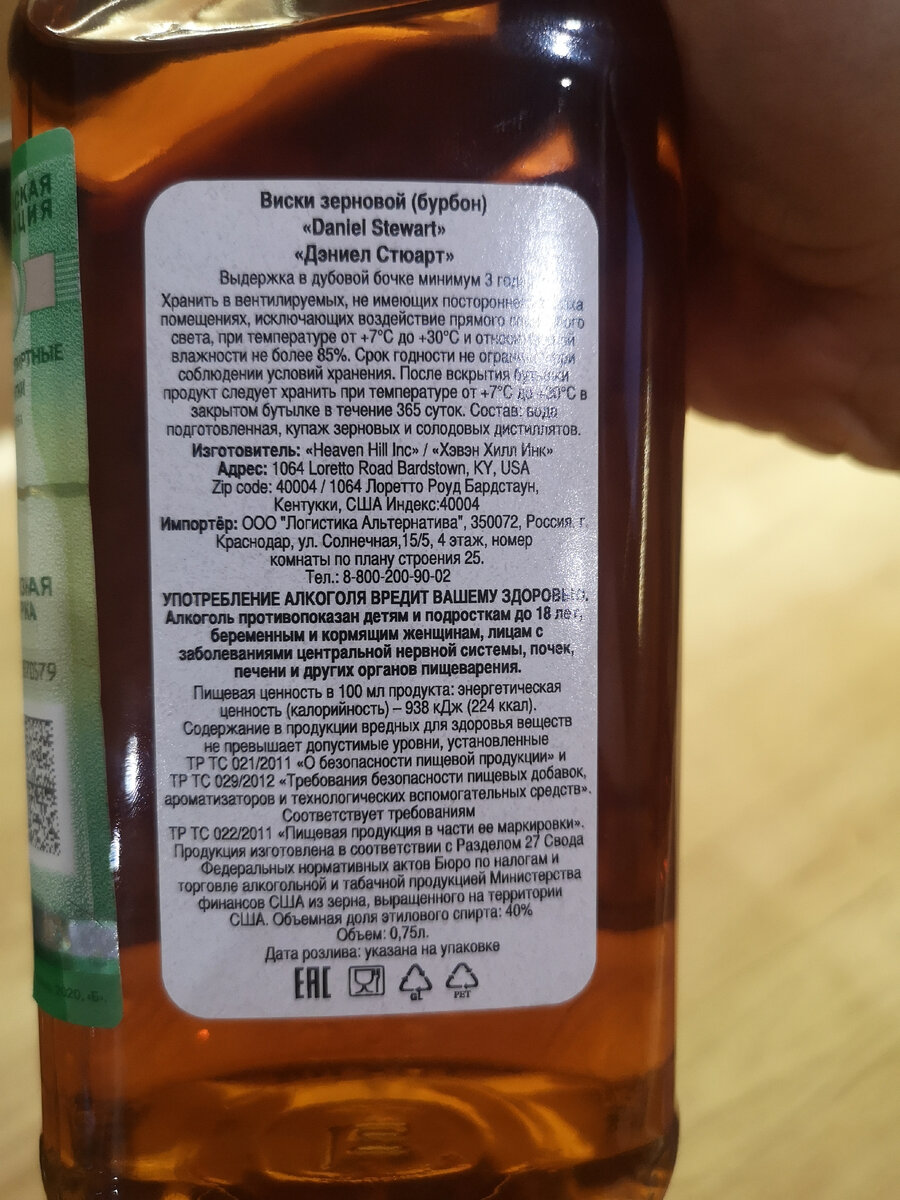 Виски зерновой (бурбон)
«Daniel Stewart»
«Дэниел Стюарт»
Выдержка в дубовой бочке минимум 3
Хранить в вентилируемых, не имеющих
помещениях, исключающих воздействие прямого
света, при температуре от +7°С до +30°С и
влажности не более 85%. Срок годности не при
соблюдении условий хранения. После вскрытия бутылки
продукт следует хранить при температуре от +7°С до +30°С в
закрытом бутылке в течение 365 суток. Состав: вода
подготовленная, купаж зерновых и солодовых дистиллятов.
Изготовитель: «Heaven Hill Inc» / «Хэвэн Хилл Инк»
Адрес: 1064 Loretto Road Bardstown, KY, USA
Zip code: 40004 / 1064 Лоретто Роуд Бардстаун,
Кентукки, США Индекс:40004
Импортёр: ООО "Логистика Альтернатива", 350072, Россия, г.
Краснодар, ул. Солнечная,15/5, 4 этаж, номер
комнаты по плану строения 25.
Тел.: 8-800-200-90-02
УПОТРЕБЛЕНИЕ АЛКОГОЛЯ ВРЕДИТ ВАШЕМУ ЗДОРОВЬЮ.
Алкоголь противопоказан детям и подросткам до 18 лет,
беременным и кормящим женщинам, лицам с
заболеваниями центральной нервной системы, почек,
печени и других органов пищеварения.
Пищевая ценность в 100 мл продукта: энергетическая
ценность (калорийность) – 938 кДж (224 ккал).
Содержание в продукции вредных для здоровья веществ
не превышает допустимые уровни, установленные
ТР ТС 021/2011 «О безопасности пищевой продукции» и
ТР ТС 029/2012 «Требования безопасности пищевых добавок,
ароматизаторов и технологических вспомогательных средств».
Соответствует требованиям
ТР ТС 022/2011 «Пищевая продукция в части ее маркировки».
Продукция изготовлена в соответствии с Разделом 27 Свода
Федеральных нормативных актов Бюро по налогам и
торговле алкогольной и табачной продукцией Министерства
финансов США из зерна, выращенного на территории
США. Объемная доля этилового спирта: 40%
Объем: 0,75л.
Дата розлива: указана на упаковке
EAC
GL
PET